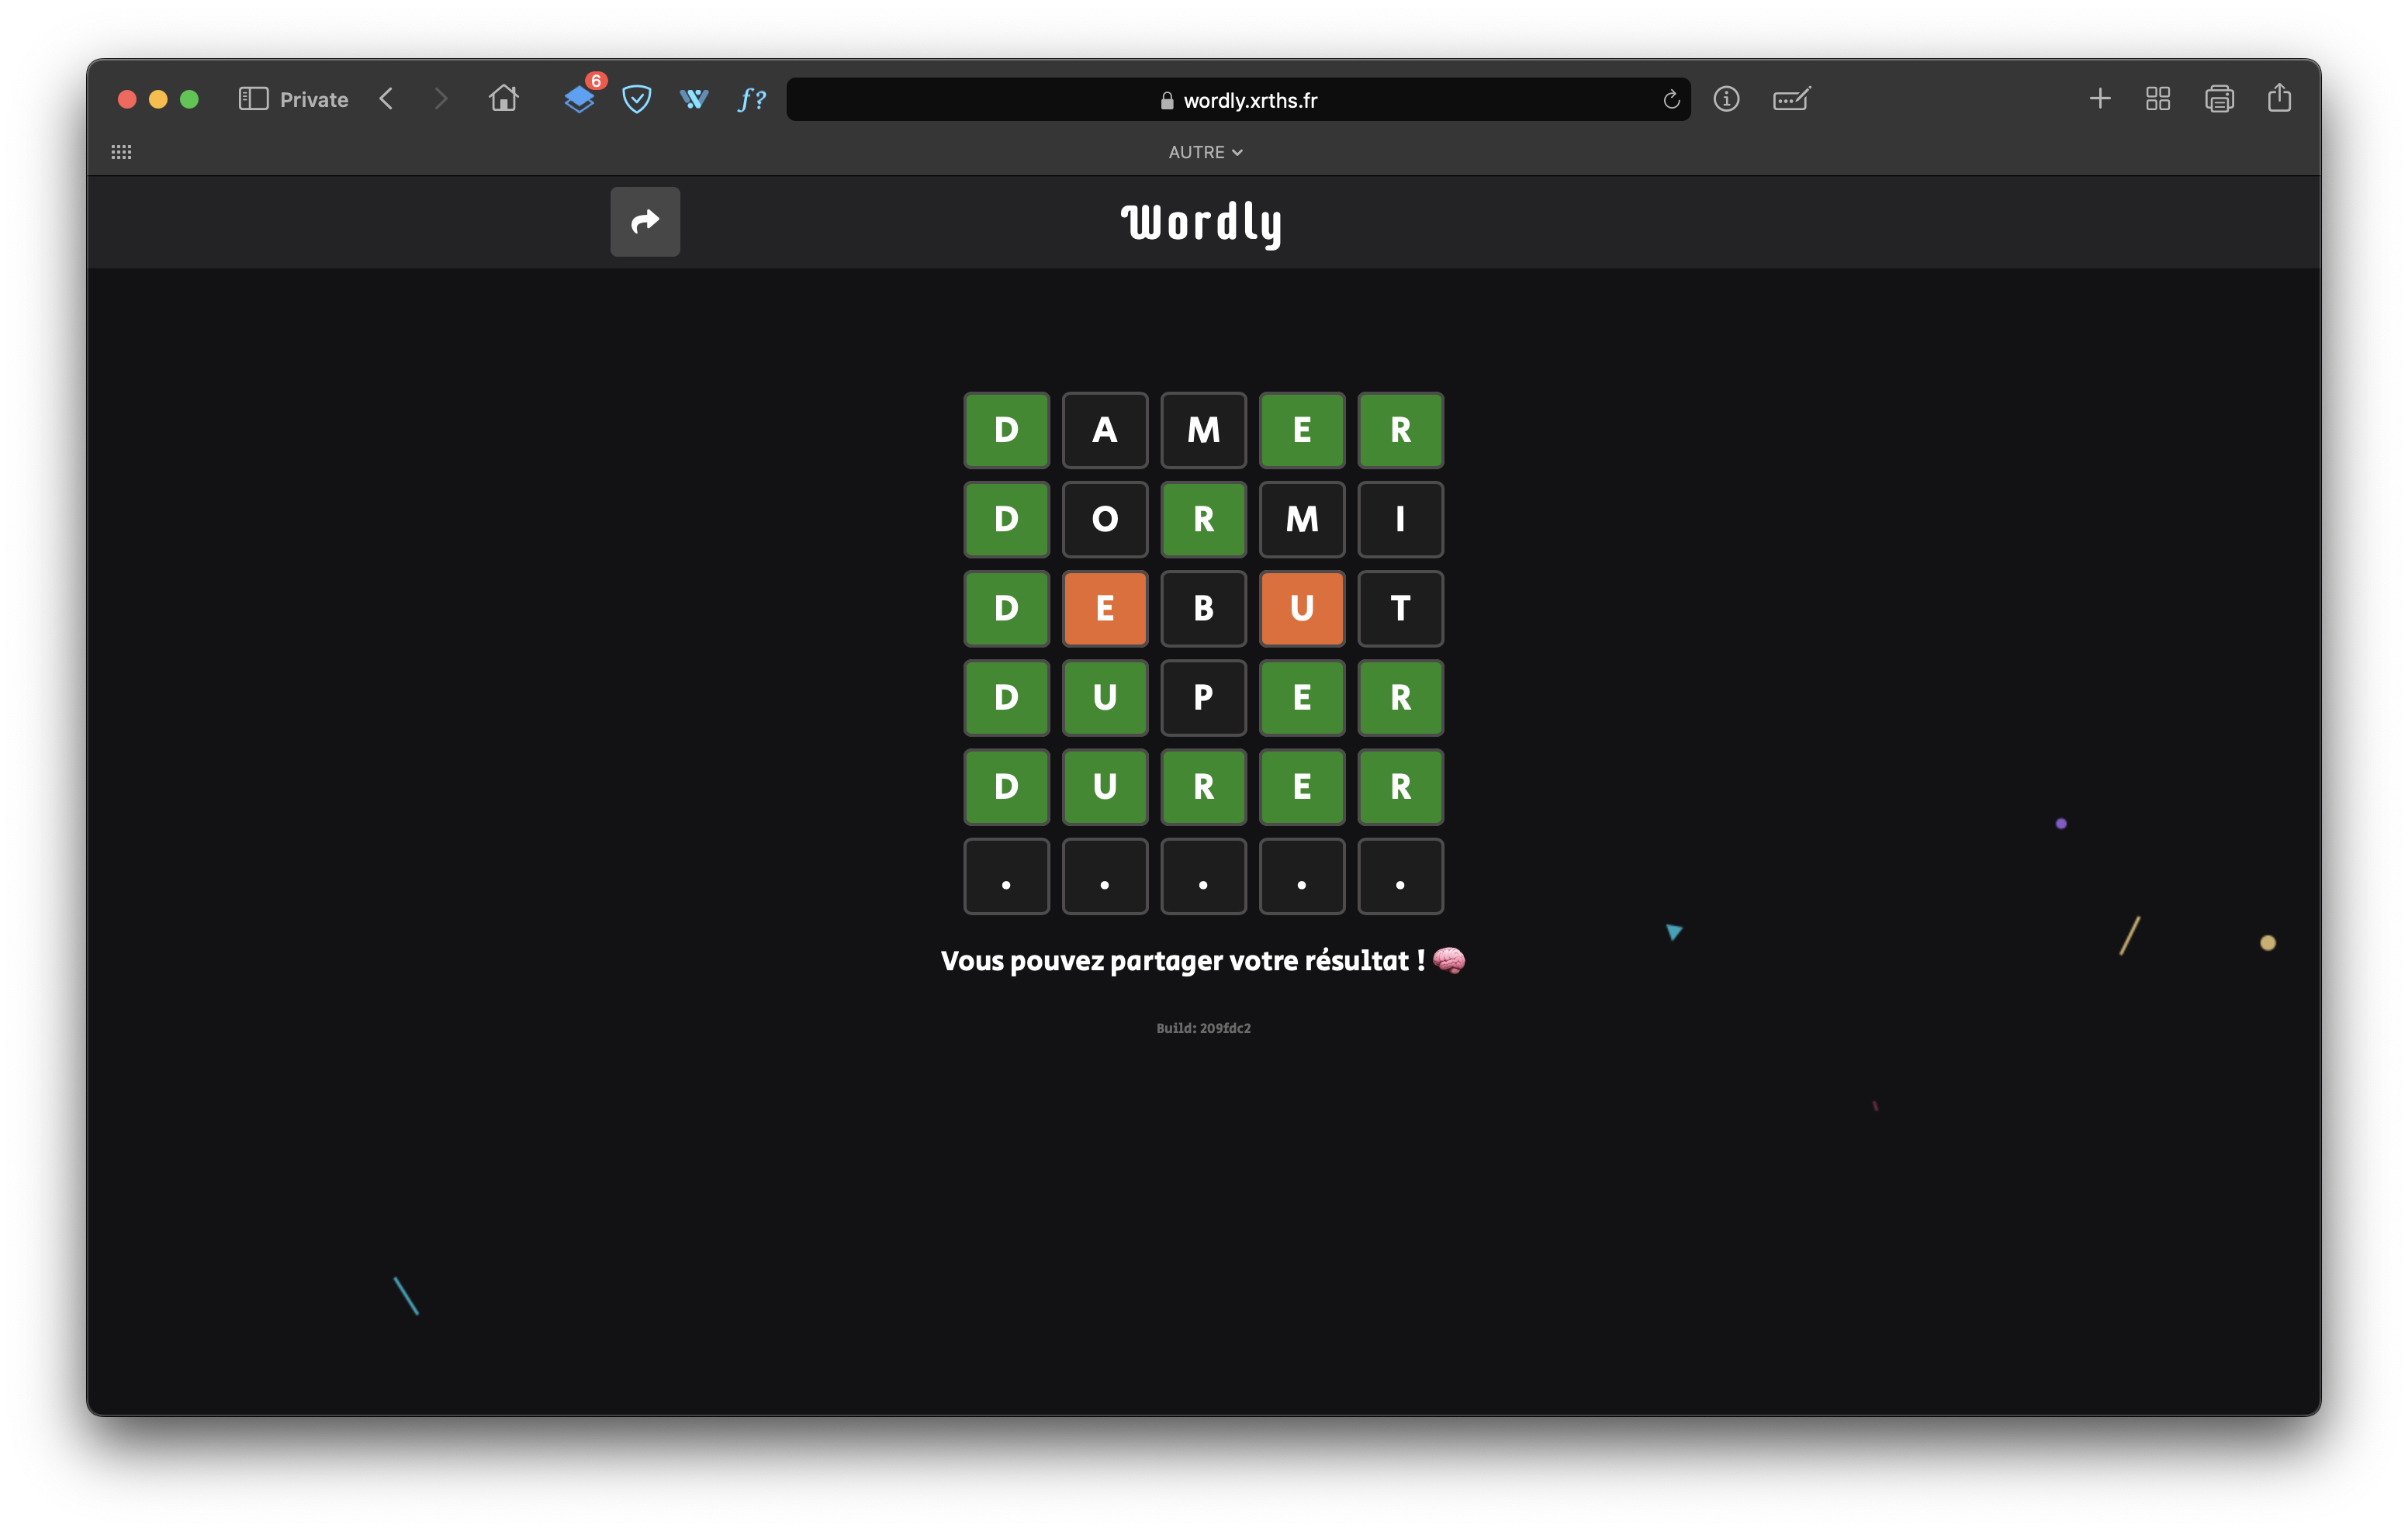 Private
6
f?
wordly.xrths.fr
AUTRE
Wordly
D A M E R
D O R M I
D E B U T
D U P E R
D U R E R
. . . . .
Vous pouvez partager votre résultat ! 🧠
Build: 209fdc2